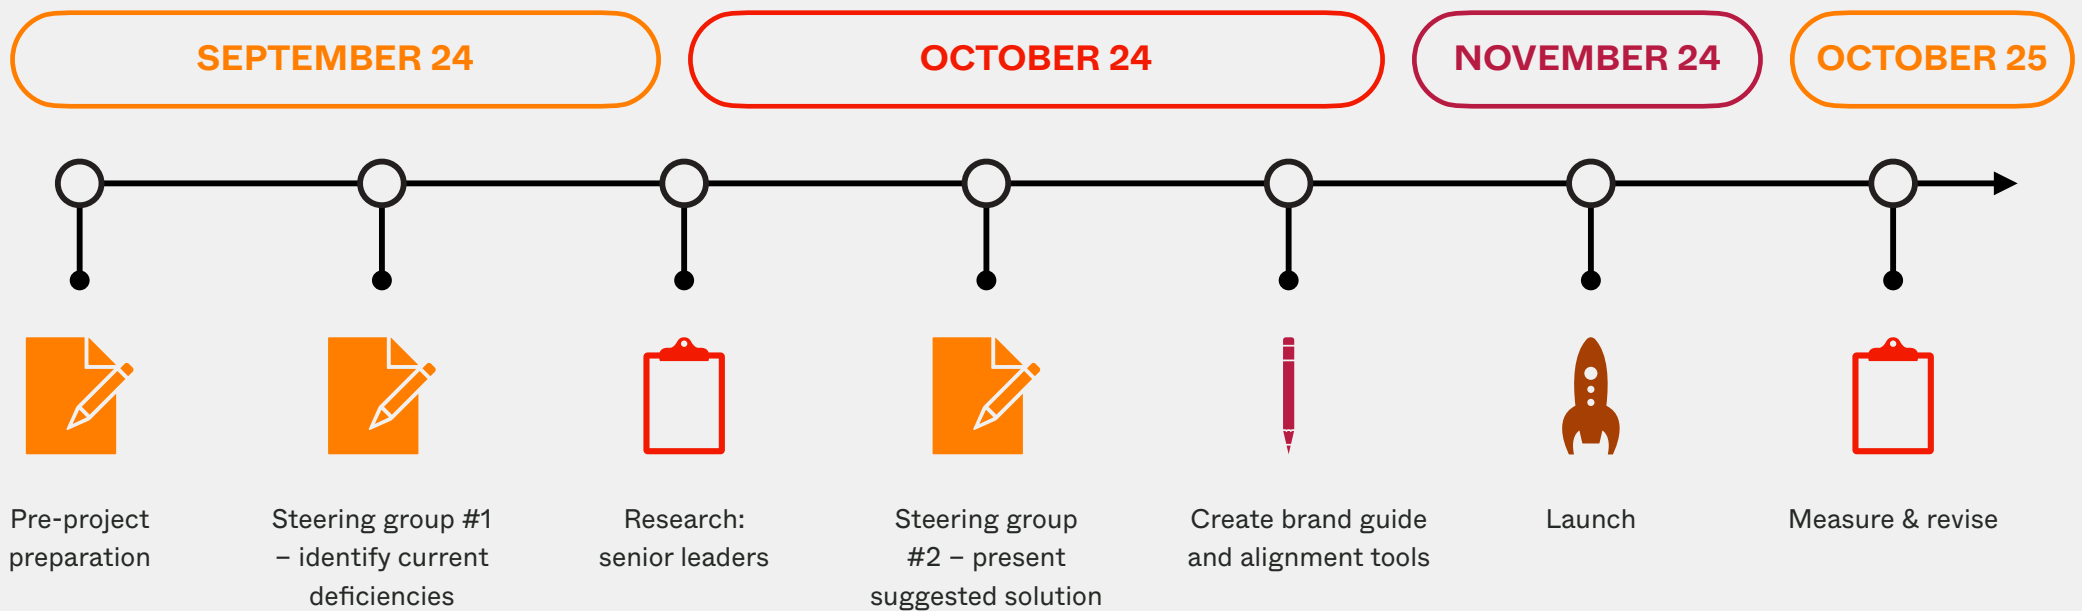 SEPTEMBER 24
OCTOBER 24
NOVEMBER 24
OCTOBER 25
Pre-project
preparation
Steering group #1
– identify current
deficiencies
Research:
senior leaders
Steering group
#2 – present
suggested solution
Create brand guide
and alignment tools
Launch
Measure & revise